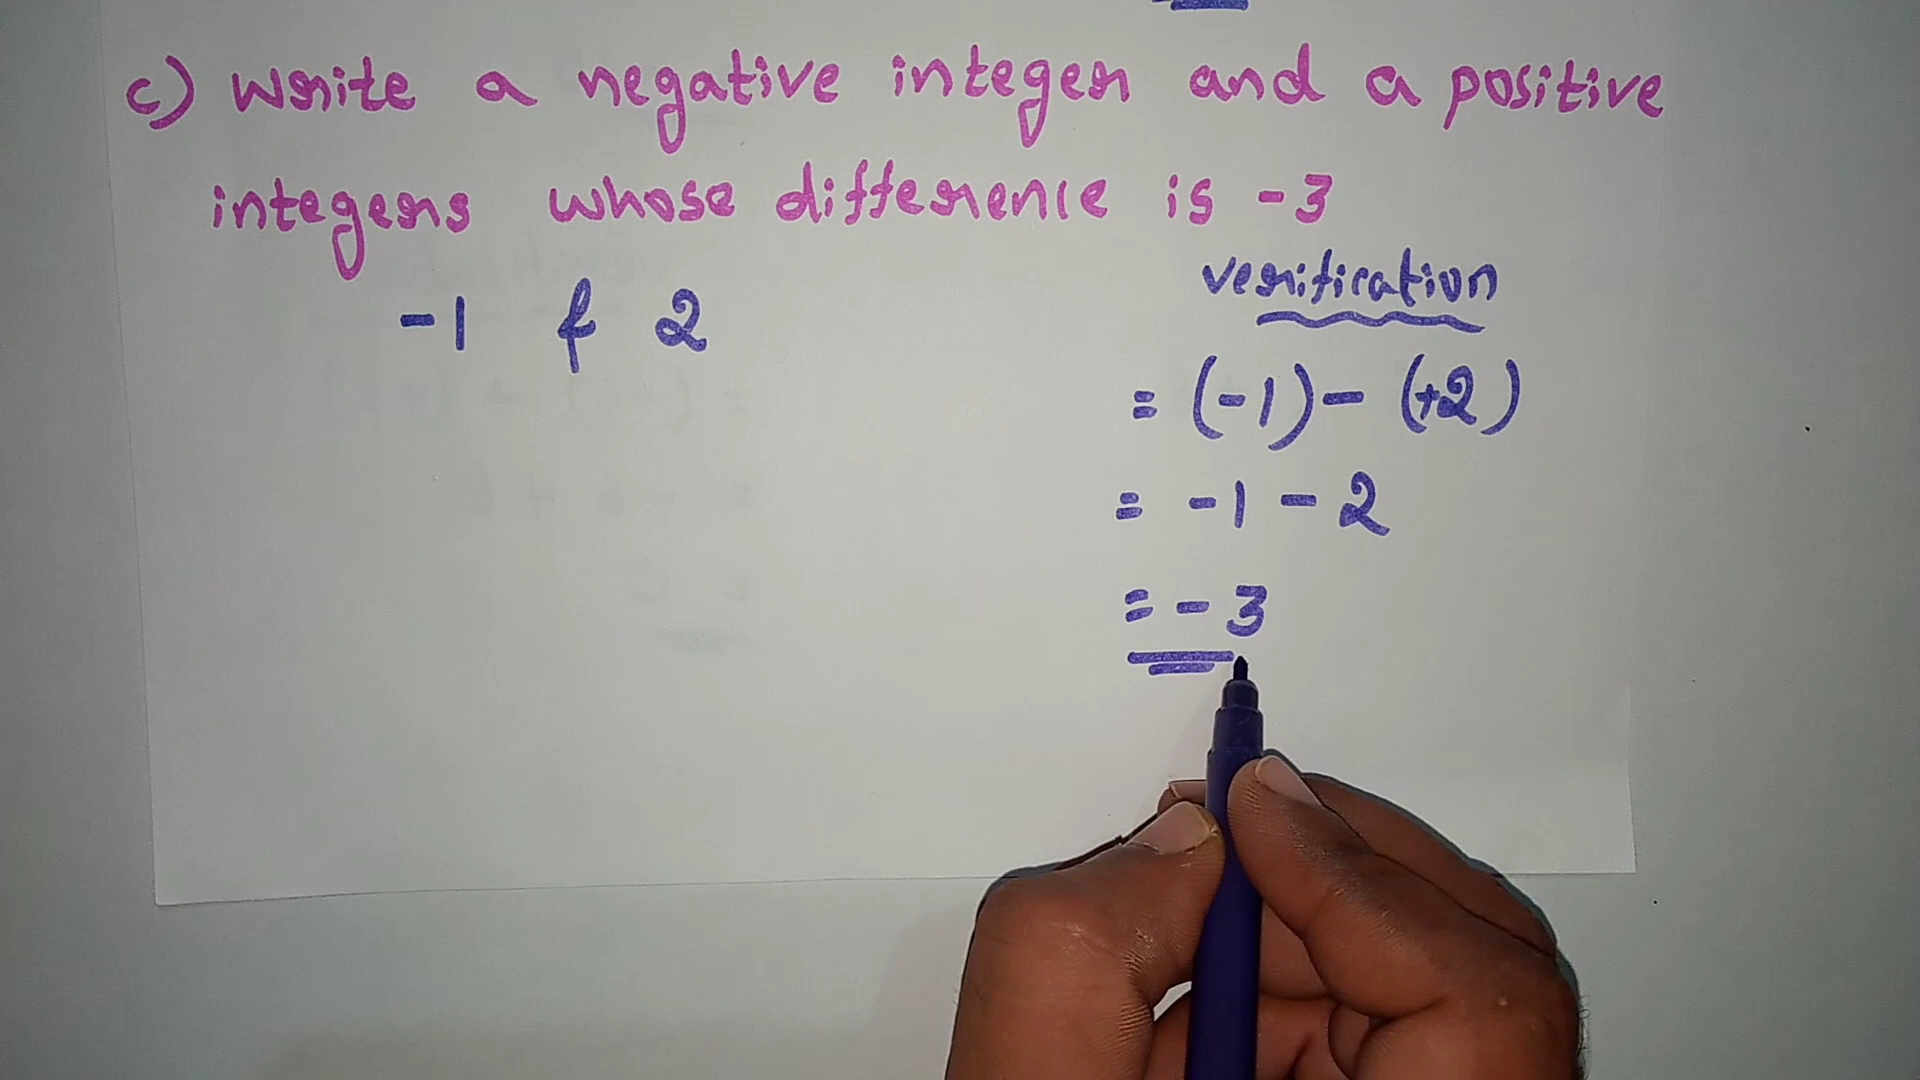 c) Write a negative integer and a positive
integers whose difference is -3
-1 & 2
verification
= (-1) - (+2)
= -1 - 2
= - 3